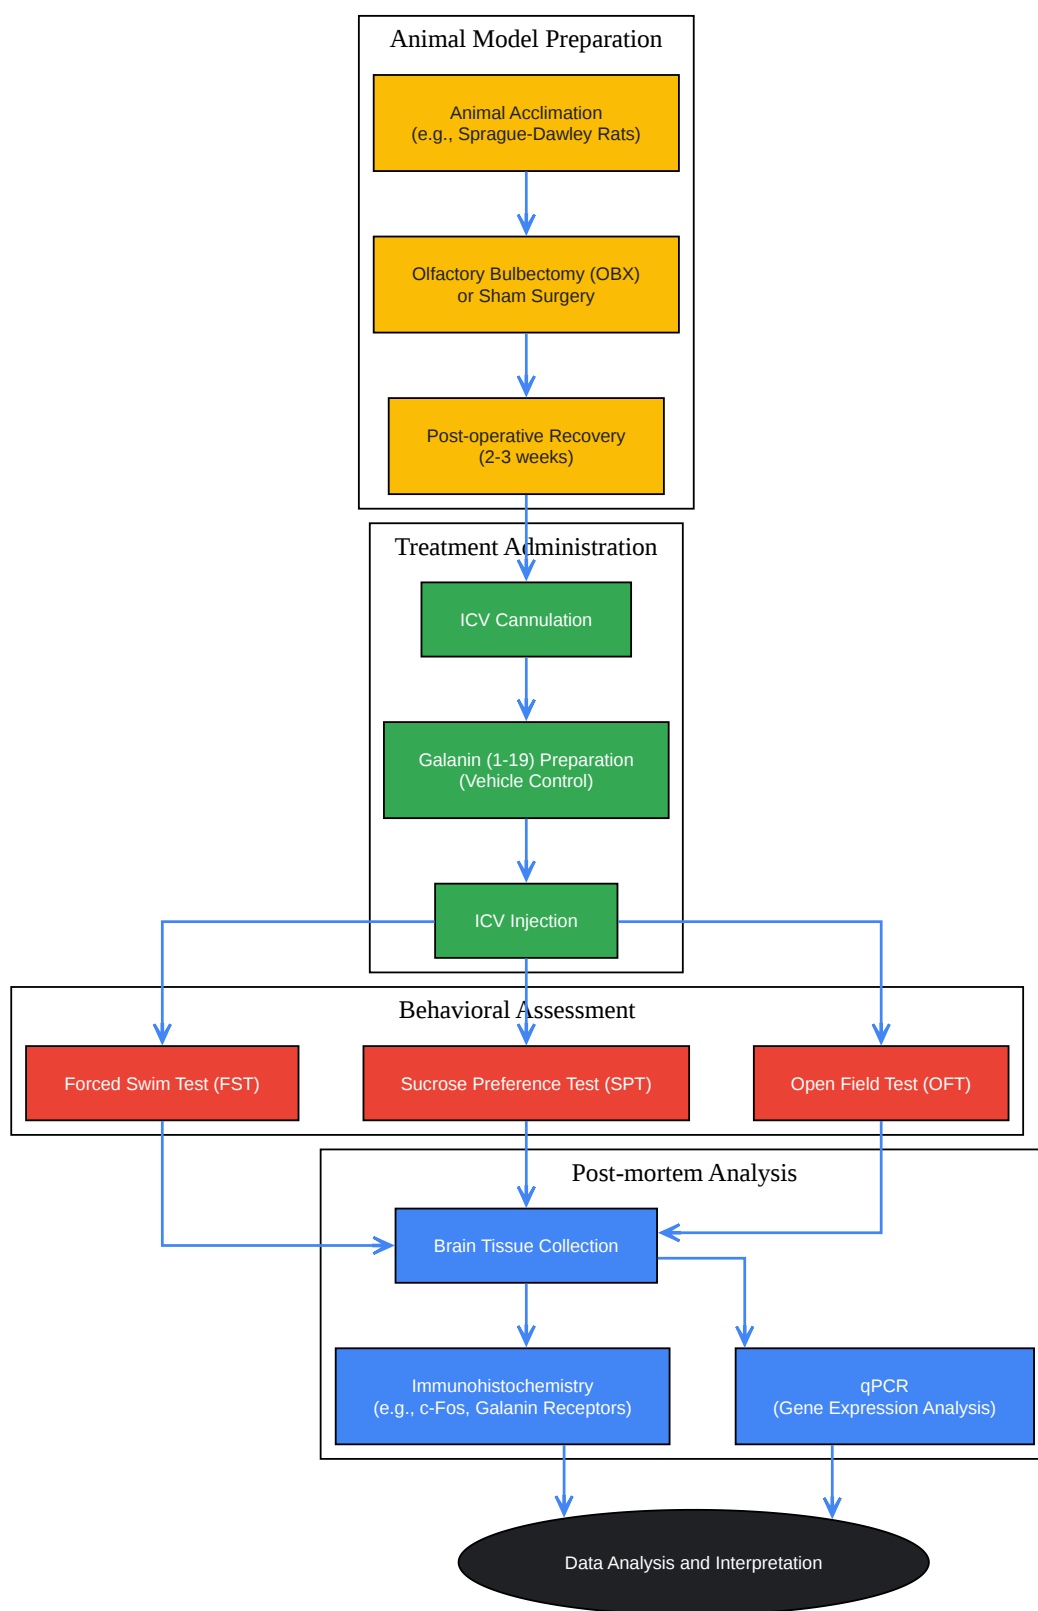 Animal Model Preparation
Animal Acclimation
(e.g., Sprague-Dawley Rats)
Olfactory Bulbectomy (OBX)
or Sham Surgery
Post-operative Recovery
(2-3 weeks)
Treatment Administration
ICV Cannulation
Galanin (1-19) Preparation
(Vehicle Control)
ICV Injection
Behavioral Assessment
Forced Swim Test (FST)
Sucrose Preference Test (SPT)
Open Field Test (OFT)
Post-mortem Analysis
Brain Tissue Collection
Immunohistochemistry
(e.g., c-Fos, Galanin Receptors)
qPCR
(Gene Expression Analysis)
Data Analysis and Interpretation